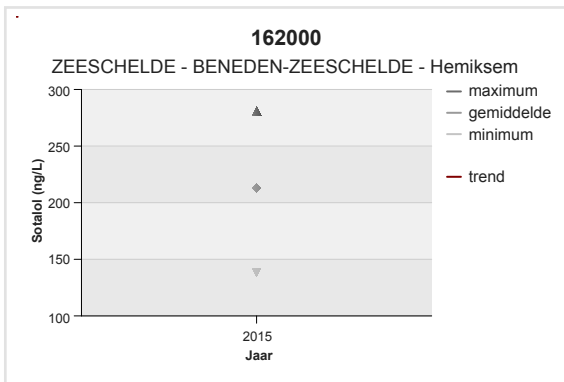 162000
ZEESCHELDE - BENEDEN-ZEESCHELDE - Hemiksem
Sotalol (ng/L)
300
250
200
150
100
2015
Jaar
maximum
gemiddelde
minimum
trend